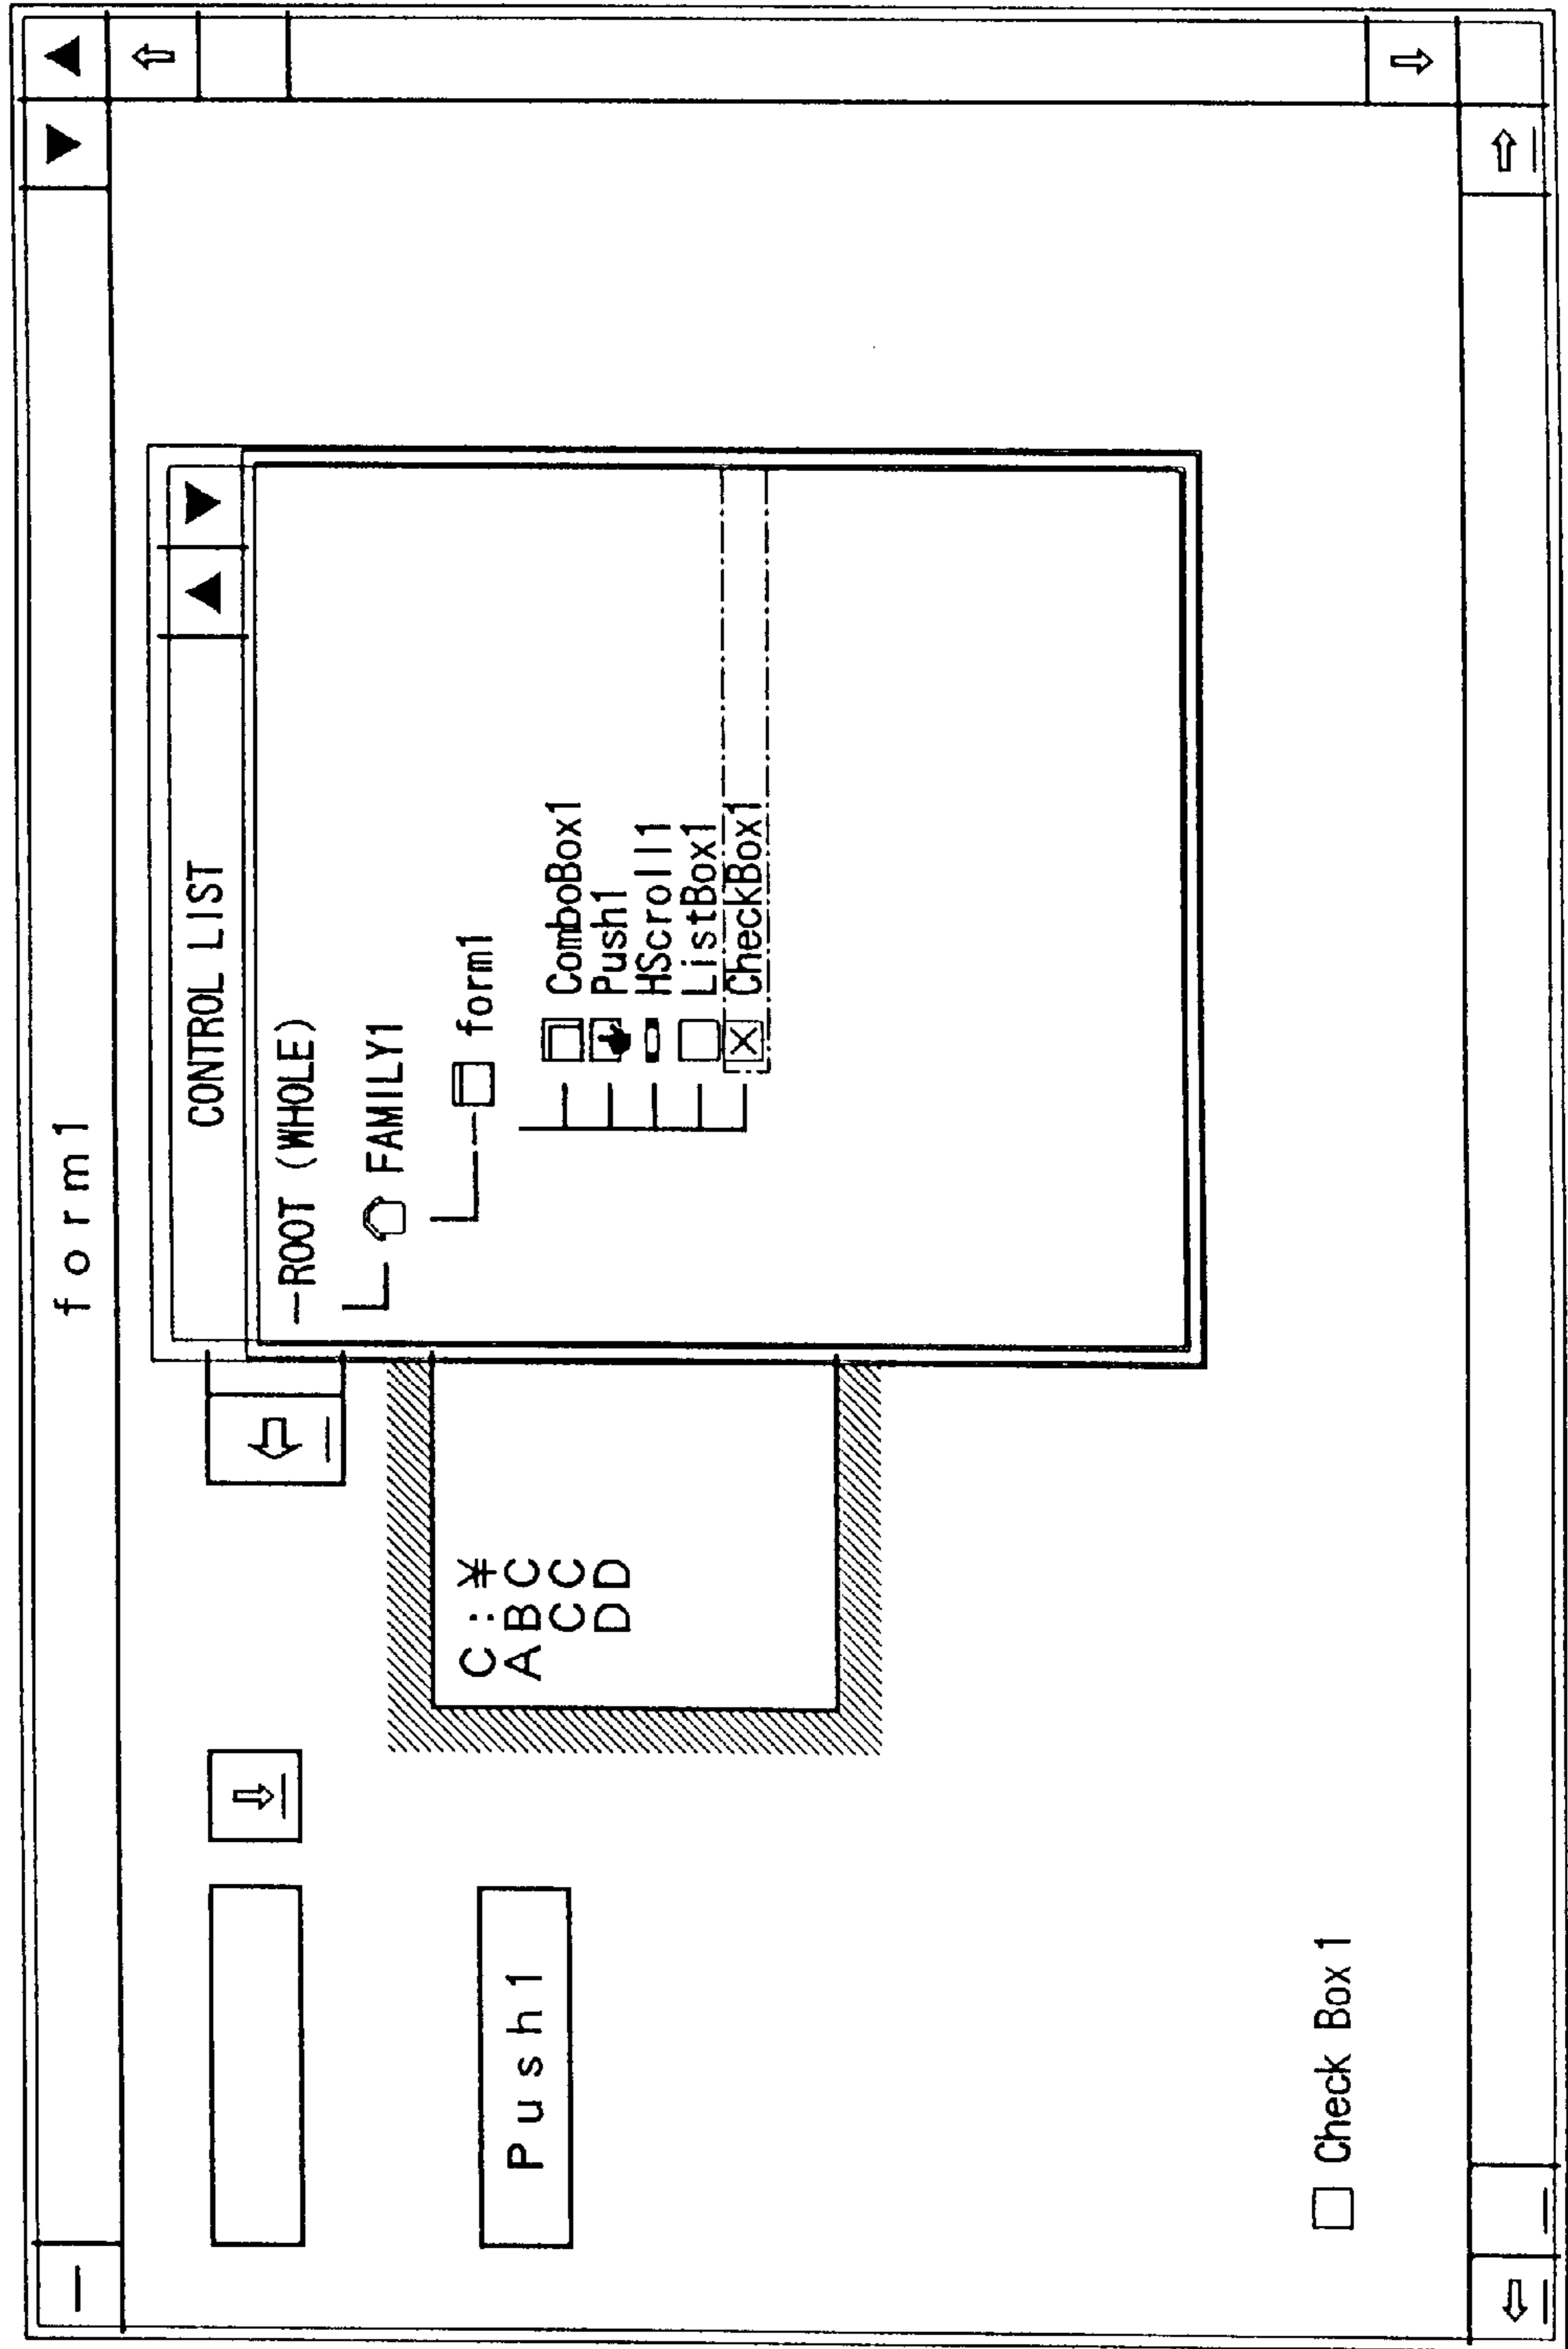 form1
CONTROL LIST
ROOT (WHOLE)
FAMILY1
form1
ComboBox1
Push1
HScroll1
ListBox1
CheckBox1
C:¥
ABC
CC
DD
Push1
Check Box1